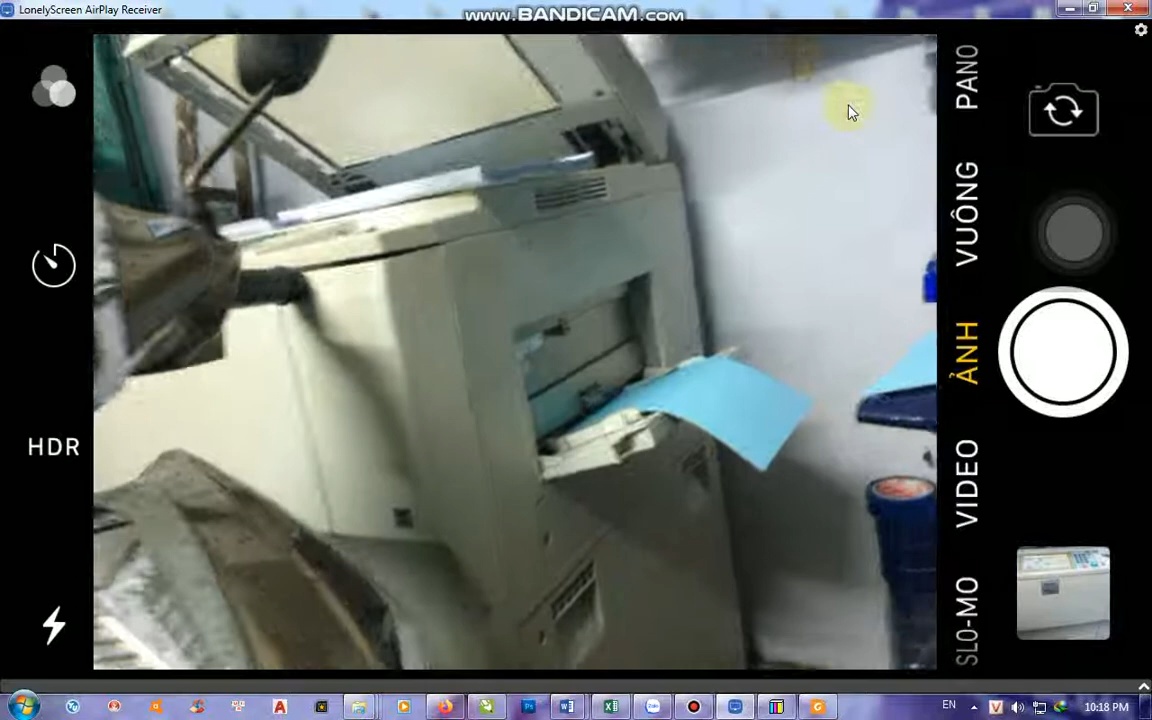 LonelyScreen AirPlay Receiver
www.BANDICAM.com
HDR
PANO
VUÔNG
ẢNH
VIDEO
SLO-MO
EN
10:18 PM